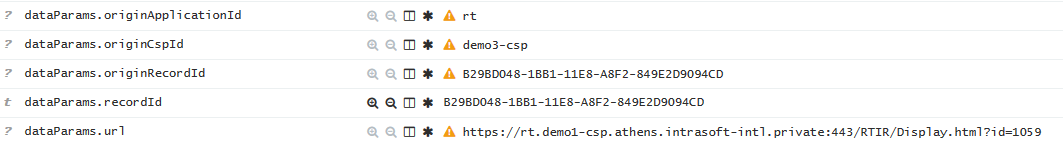 ? dataParams.originApplicationId rt
? dataParams.originCspId demo3-csp
? dataParams.originRecordId B29BD048-1BB1-11E8-A8F2-849E2D9094CD
t dataParams.recordId B29BD048-1BB1-11E8-A8F2-849E2D9094CD
? dataParams.url https://rt.demo1-csp.athens.intrasoft-intl.private:443/RTIR/Display.html?id=1059